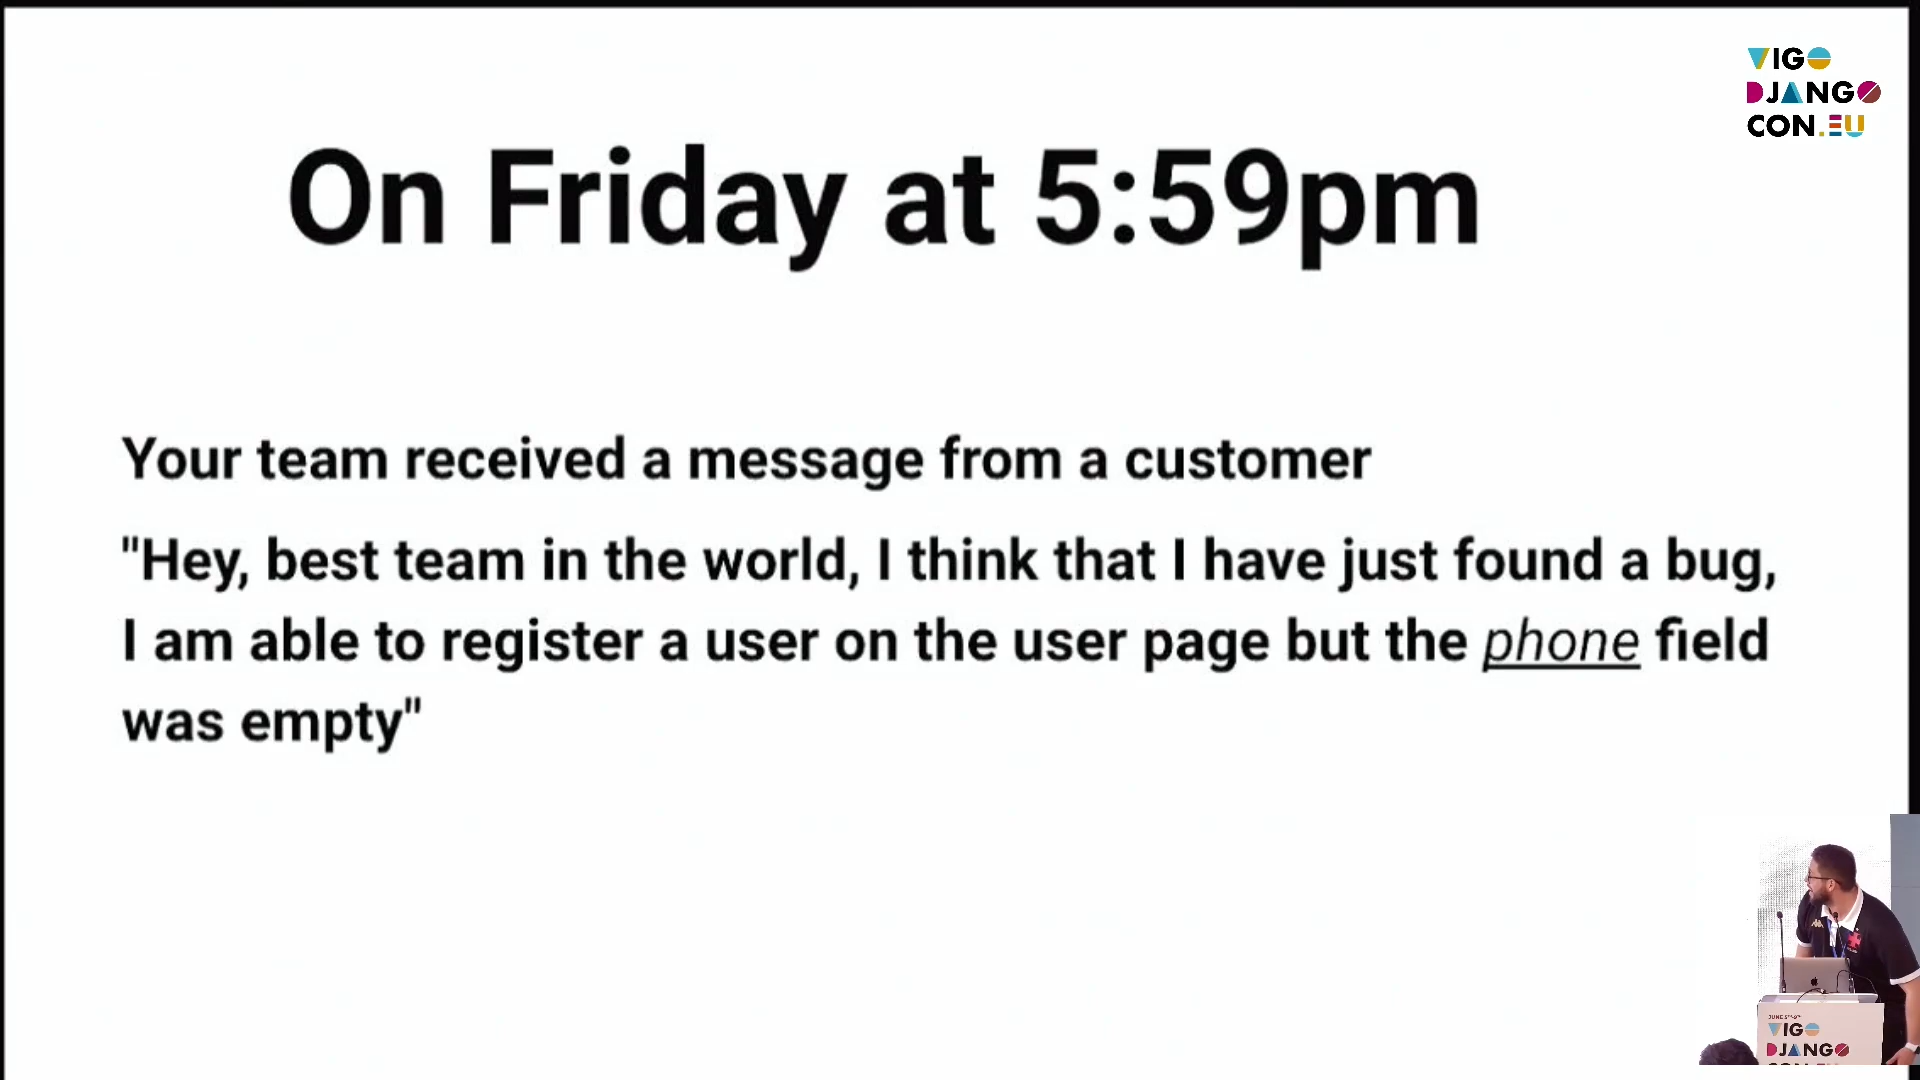 VIGO
DJANGO
CON.EU
On Friday at 5:59pm
Your team received a message from a customer
"Hey, best team in the world, I think that I have just found a bug,
I am able to register a user on the user page but the phone field
was empty"
VIGO
DJANGO